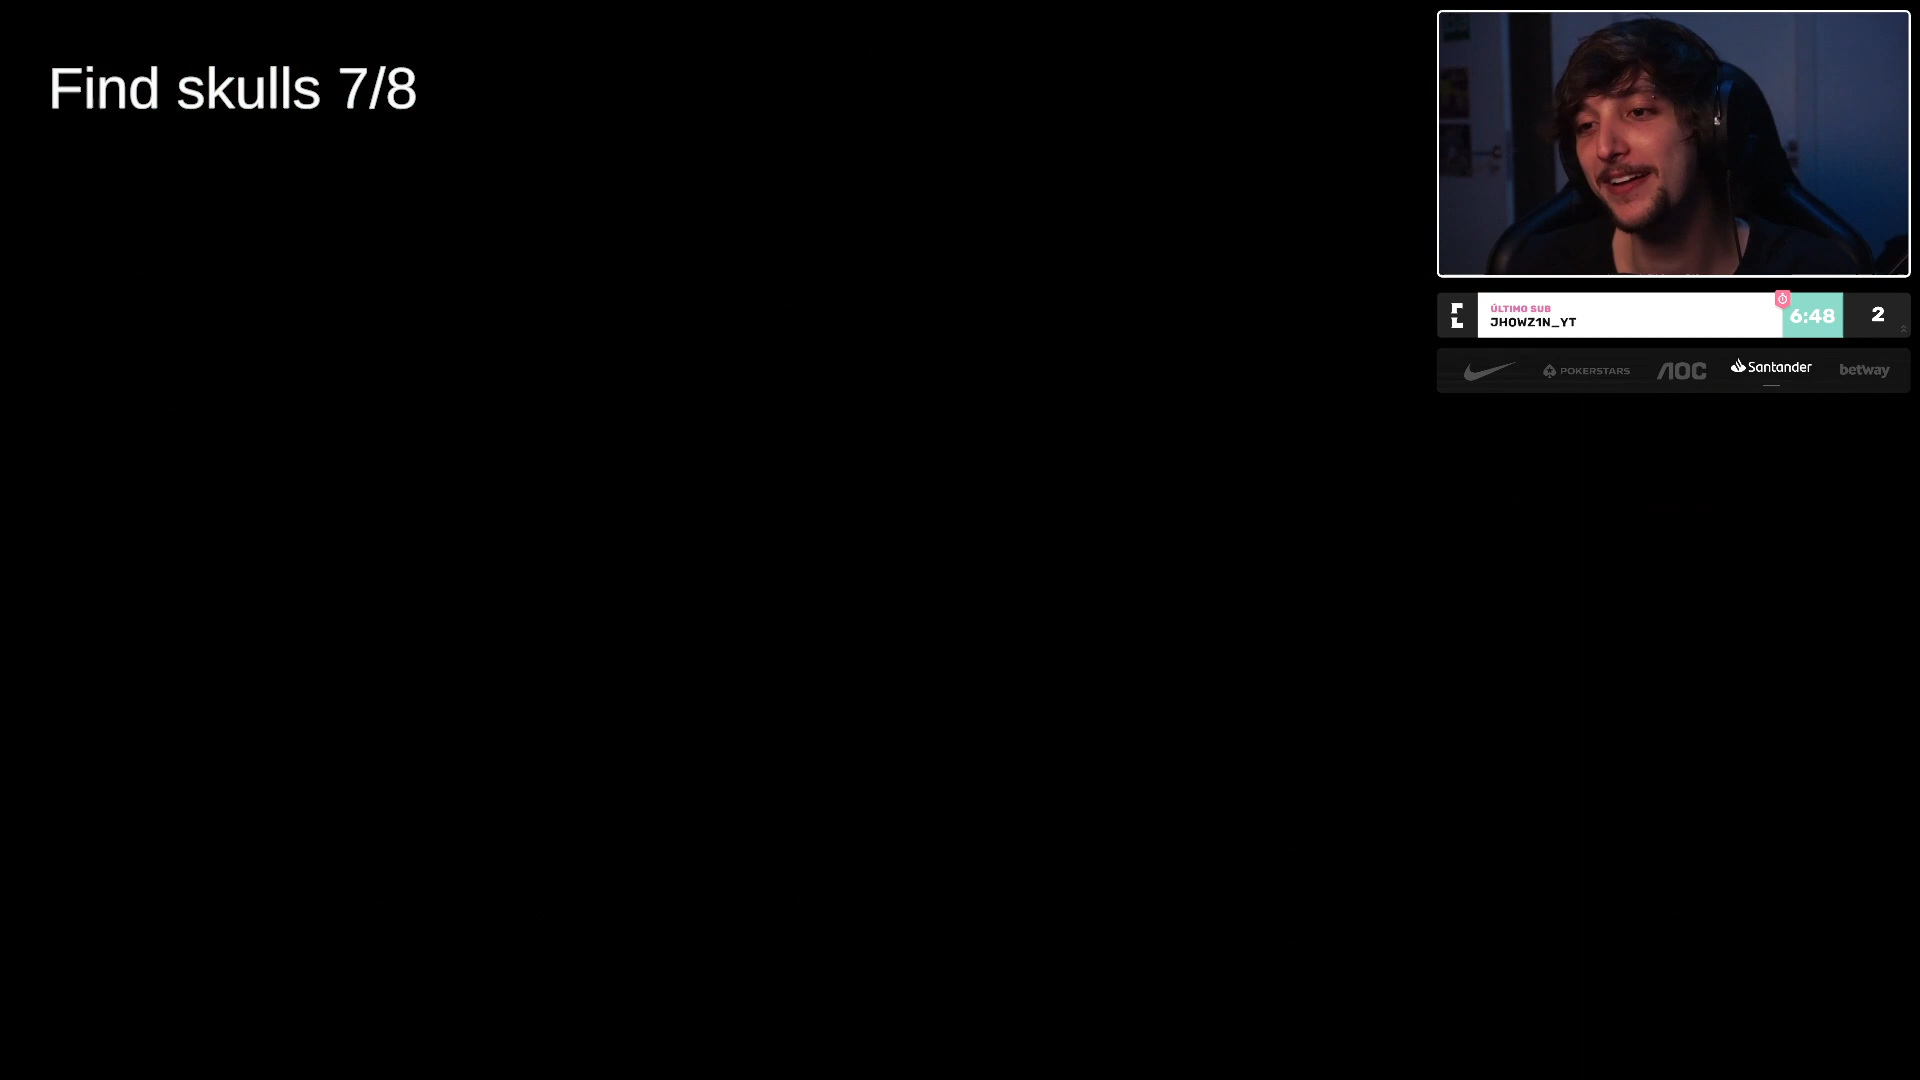 Find skulls 7/8
ÚLTIMO SUB
JHOWZ1N_YT
6:48
2
POKERSTARS
AOC
Santander
betway